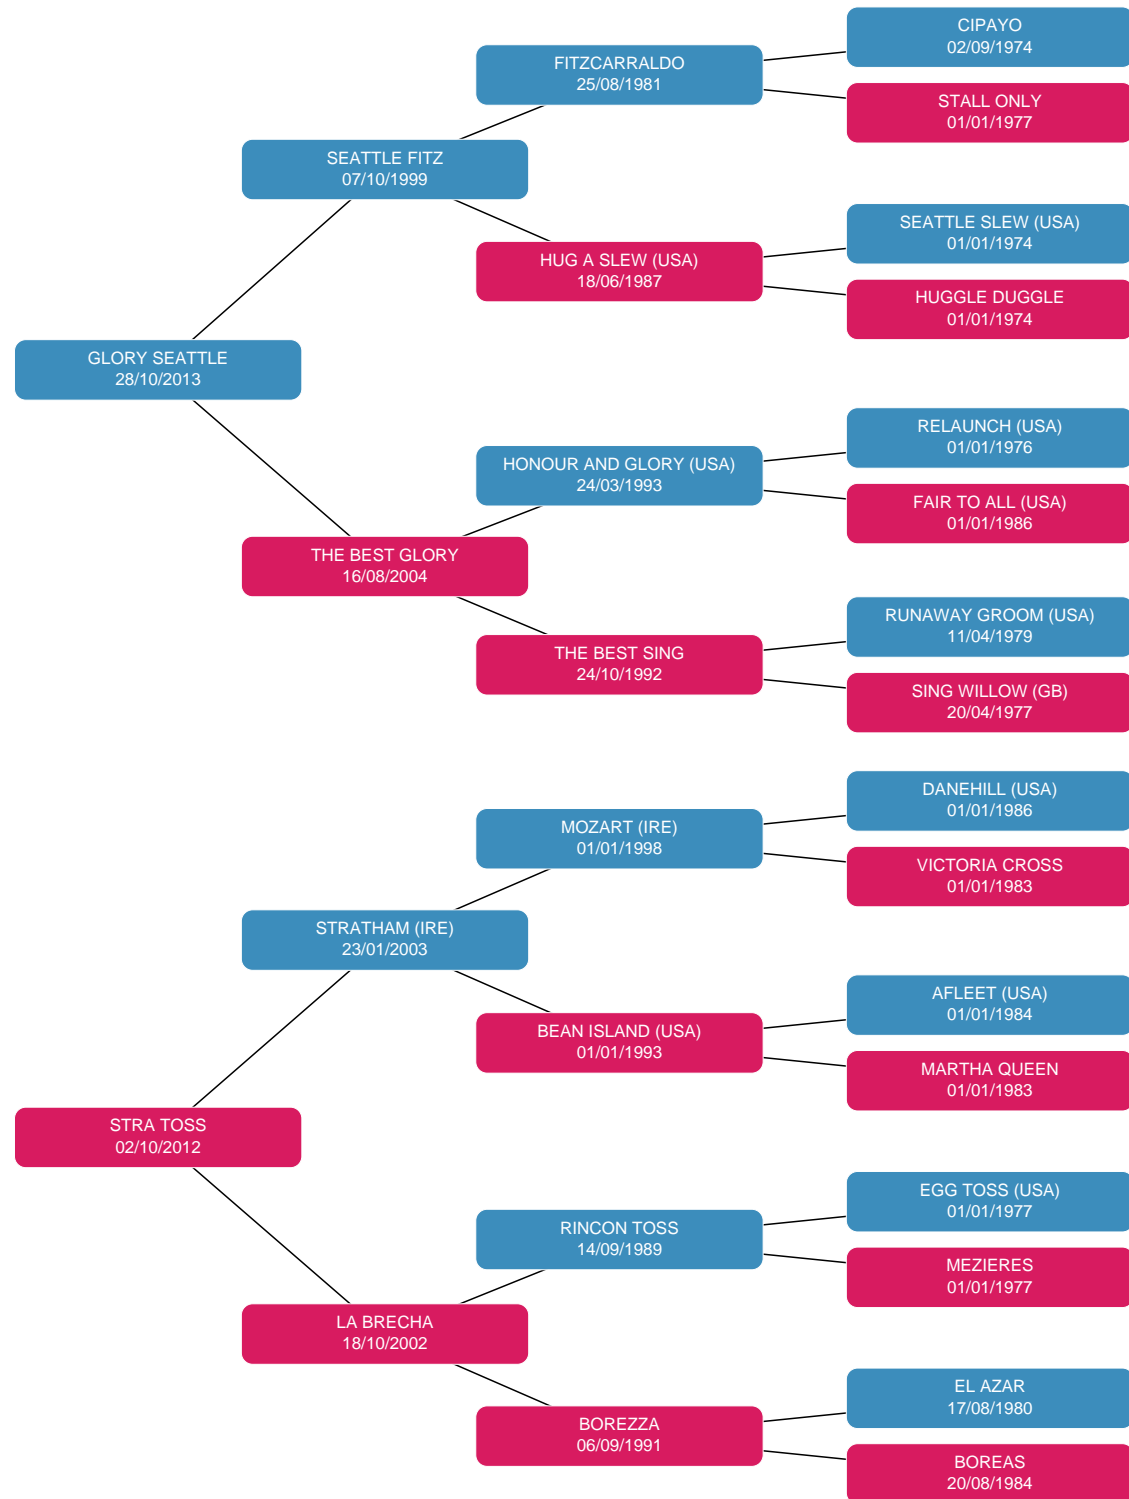 CIPAYO
02/09/1974
FITZCARRALDO
25/08/1981
STALL ONLY
01/01/1977
SEATTLE FITZ
07/10/1999
SEATTLE SLEW (USA)
01/01/1974
HUG A SLEW (USA)
18/06/1987
HUGGLE DUGGLE
01/01/1974
GLORY SEATTLE
28/10/2013
RELAUNCH (USA)
01/01/1976
HONOUR AND GLORY (USA)
24/03/1993
FAIR TO ALL (USA)
01/01/1986
THE BEST GLORY
16/08/2004
RUNAWAY GROOM (USA)
11/04/1979
THE BEST SING
24/10/1992
SING WILLOW (GB)
20/04/1977
DANEHILL (USA)
01/01/1986
MOZART (IRE)
01/01/1998
VICTORIA CROSS
01/01/1983
STRATHAM (IRE)
23/01/2003
AFLEET (USA)
01/01/1984
BEAN ISLAND (USA)
01/01/1993
MARTHA QUEEN
01/01/1983
STRA TOSS
02/10/2012
EGG TOSS (USA)
01/01/1977
RINCON TOSS
14/09/1989
MEZIERES
01/01/1977
LA BRECHA
18/10/2002
EL AZAR
17/08/1980
BOREZZA
06/09/1991
BOREAS
20/08/1984